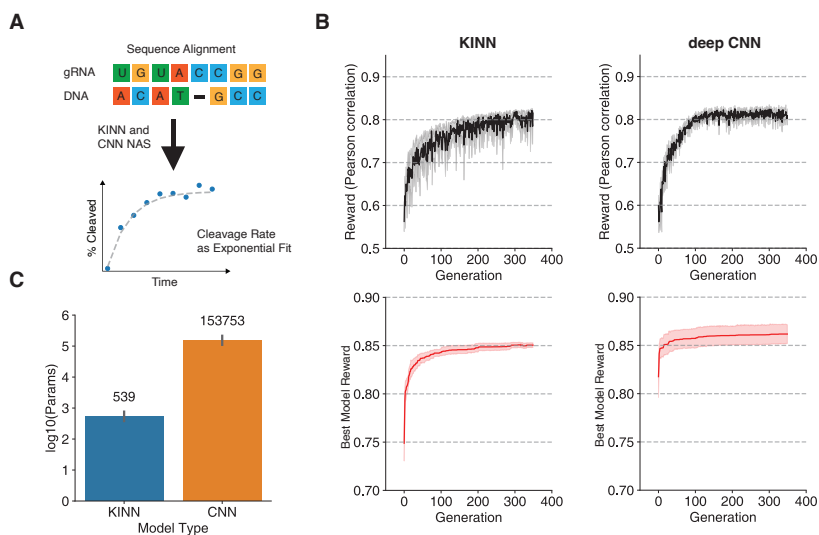 A
Sequence Alignment
gRNA U G U A C C G G
DNA A C A T - G C C
KINN and
CNN NAS
% Cleaved
Cleavage Rate
as Exponential Fit
Time
B
KINN
Reward (Pearson correlation)
0.9
0.8
0.7
0.6
0.5
0 100 200 300 400
Generation
deep CNN
Reward (Pearson correlation)
0.9
0.8
0.7
0.6
0.5
0 100 200 300 400
Generation
Best Model Reward
0.90
0.85
0.80
0.75
0.70
0 100 200 300 400
Generation
Best Model Reward
0.90
0.85
0.80
0.75
0.70
0 100 200 300 400
Generation
C
log10(Params)
6
5
4
3
2
1
0
539
153753
KINN CNN
Model Type